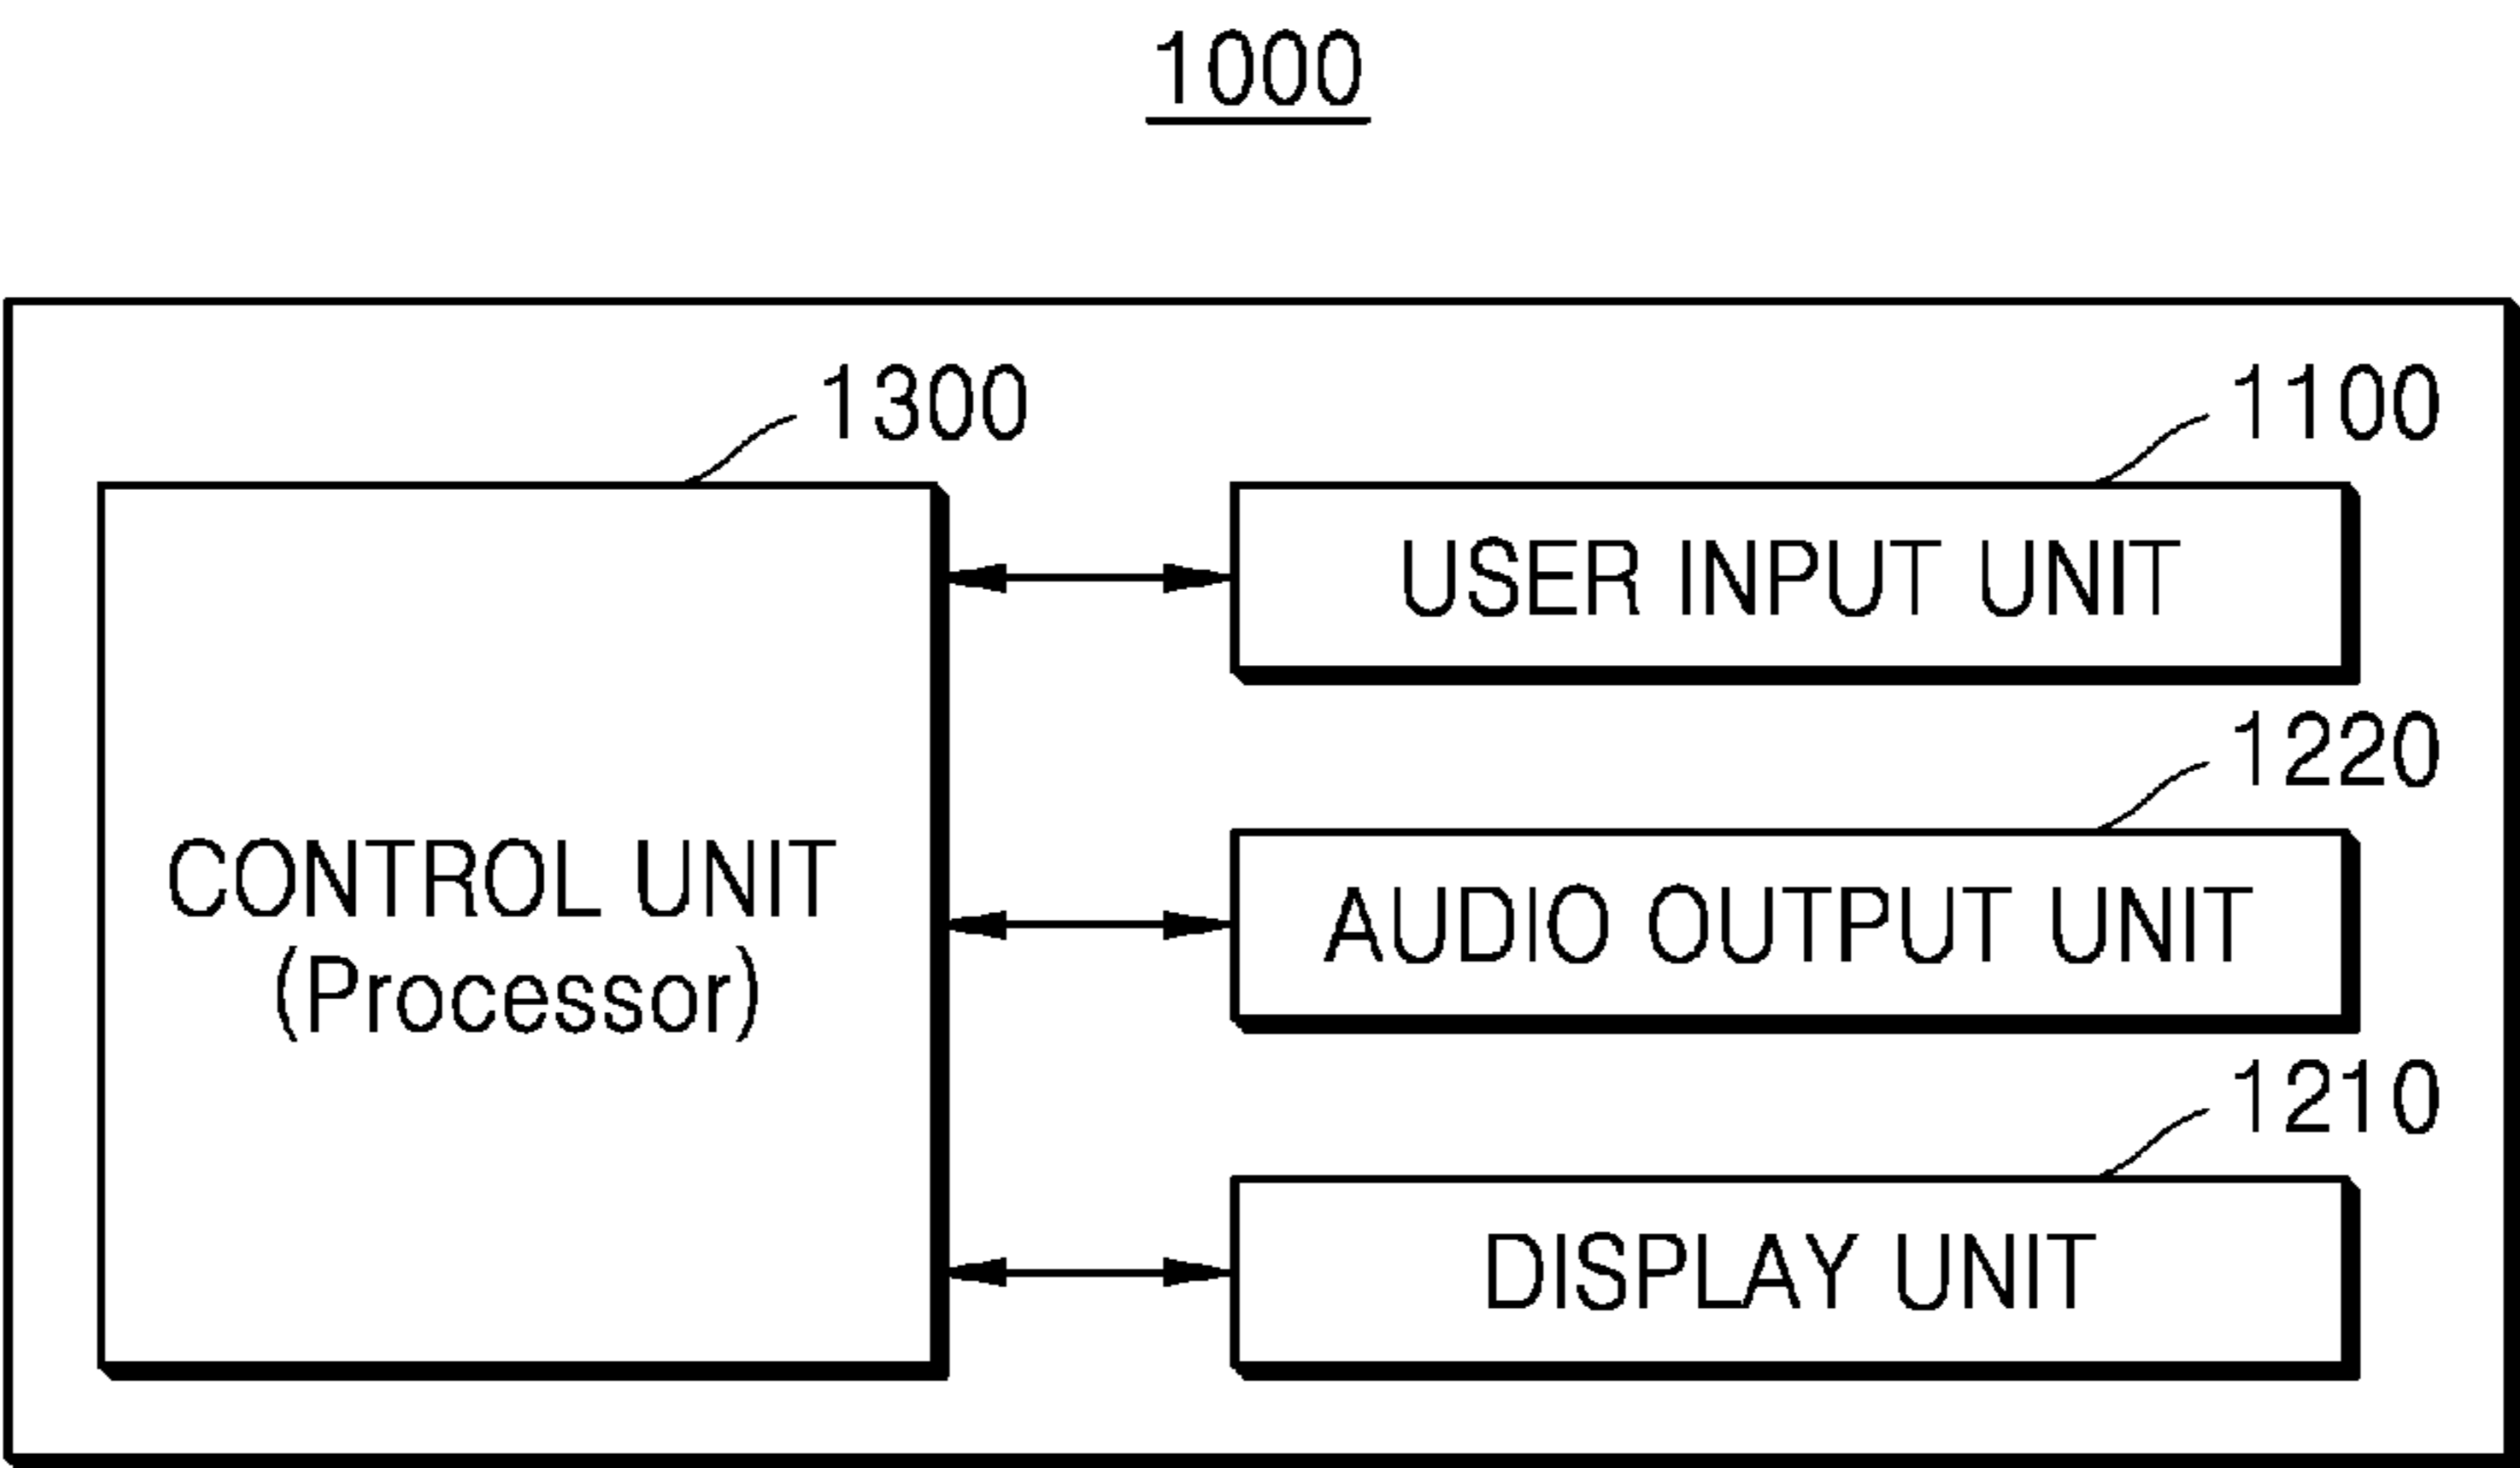 1000
1300
1100
USER INPUT UNIT
1220
CONTROL UNIT
(Processor)
AUDIO OUTPUT UNIT
1210
DISPLAY UNIT